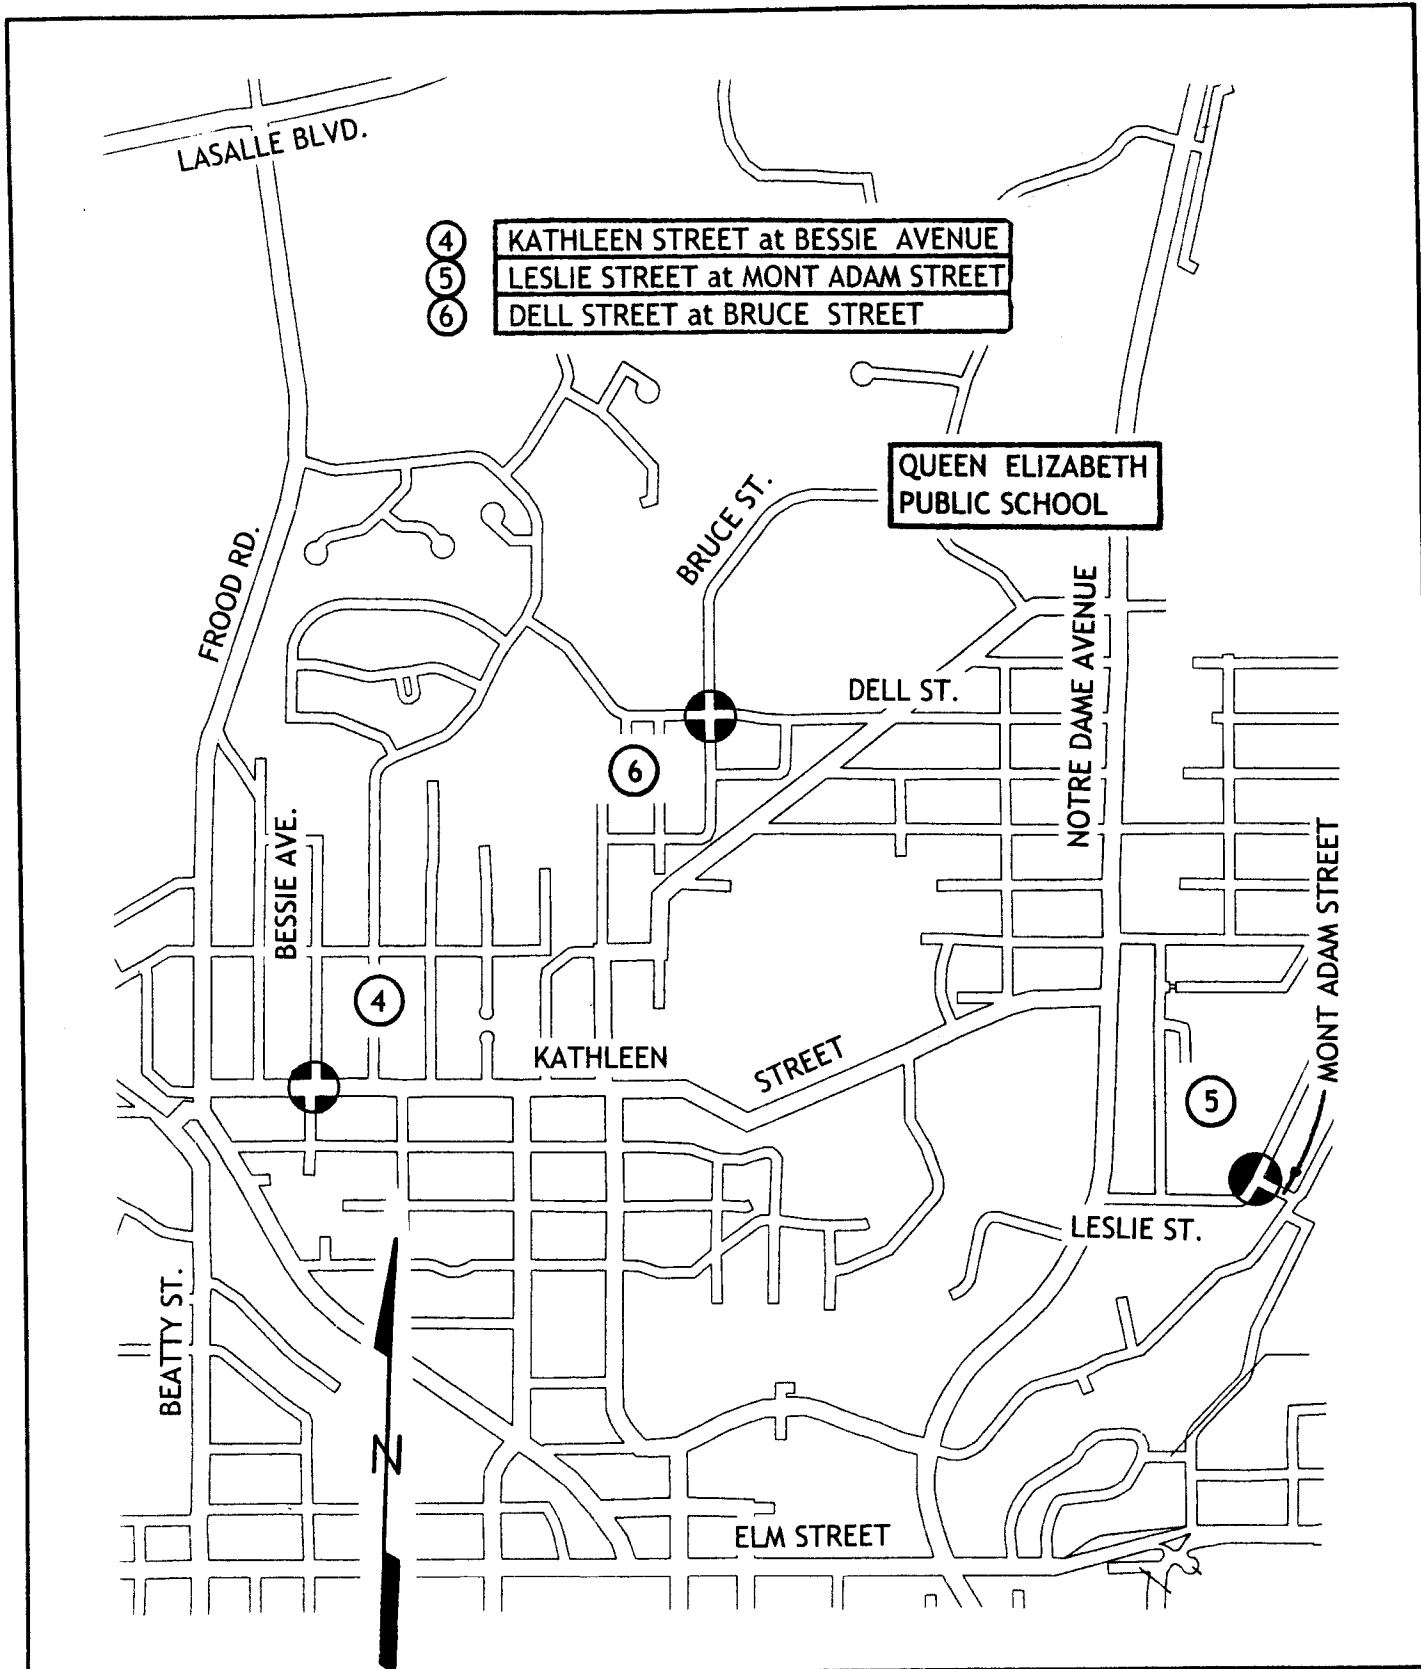 LASALLE BLVD.
4 KATHLEEN STREET at BESSIE AVENUE
5 LESLIE STREET at MONT ADAM STREET
6 DELL STREET at BRUCE STREET
QUEEN ELIZABETH
PUBLIC SCHOOL
BRUCE ST.
FROOD RD.
NOTRE DAME AVENUE
DELL ST.
6
BESSIE AVE.
MONT ADAM STREET
4
KATHLEEN
STREET
5
LESLIE ST.
BEATTY ST.
N
ELM STREET